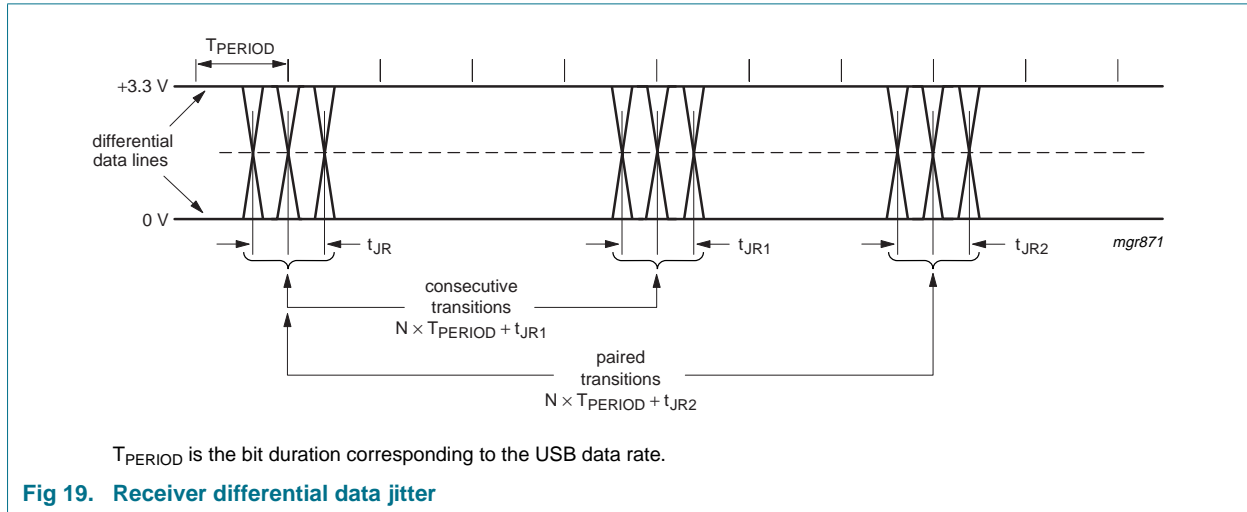 TPERIOD
+3.3 V
differential
data lines
0 V
tJR
tJR1
tJR2
mgr871
consecutive
transitions
N × TPERIOD + tJR1
paired
transitions
N × TPERIOD + tJR2
TPERIOD is the bit duration corresponding to the USB data rate.
Fig 19. Receiver differential data jitter